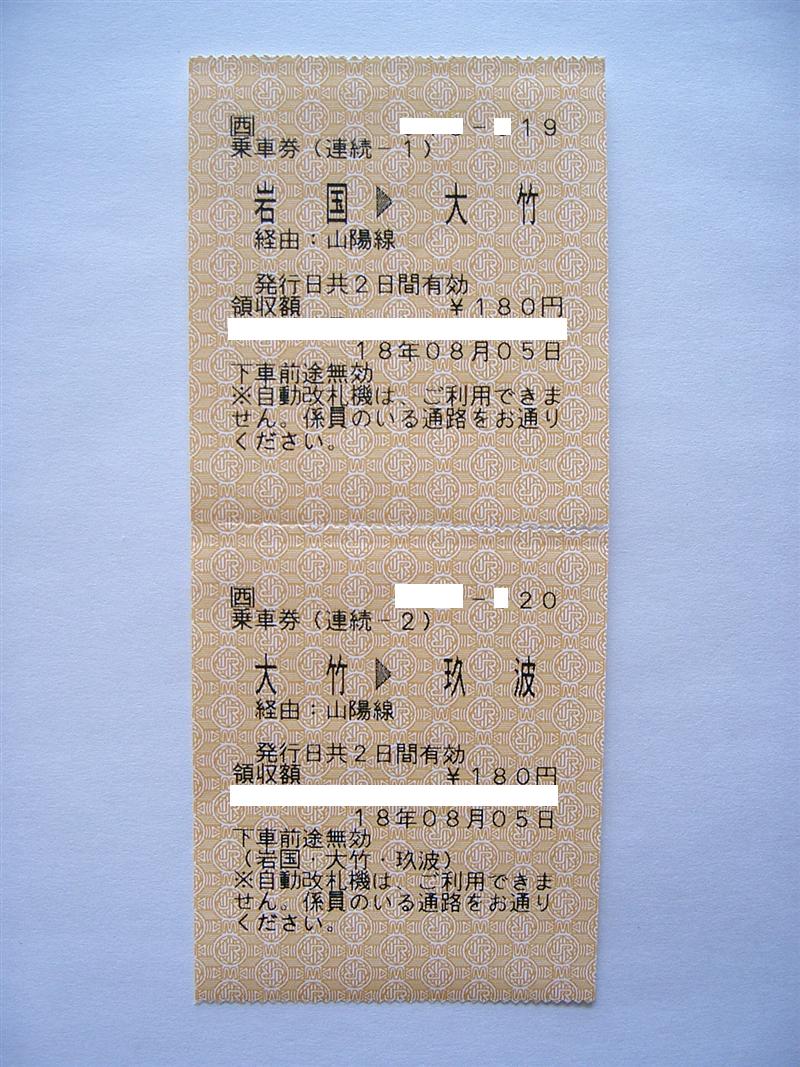 西 - 19
乗車券(連続-1)
岩国▶大竹
経由:山陽線
発行日共2日間有効
領収額 ¥180円
18年08月05日
下車前途無効
※自動改札機は、ご利用できま
せん。係員のいる通路をお通り
ください。
西 - 20
乗車券(連続-2)
大竹▶玖波
経由:山陽線
発行日共2日間有効
領収額 ¥180円
18年08月05日
下車前途無効
(岩国・大竹・玖波)
※自動改札機は、ご利用できま
せん。係員のいる通路をお通り
ください。